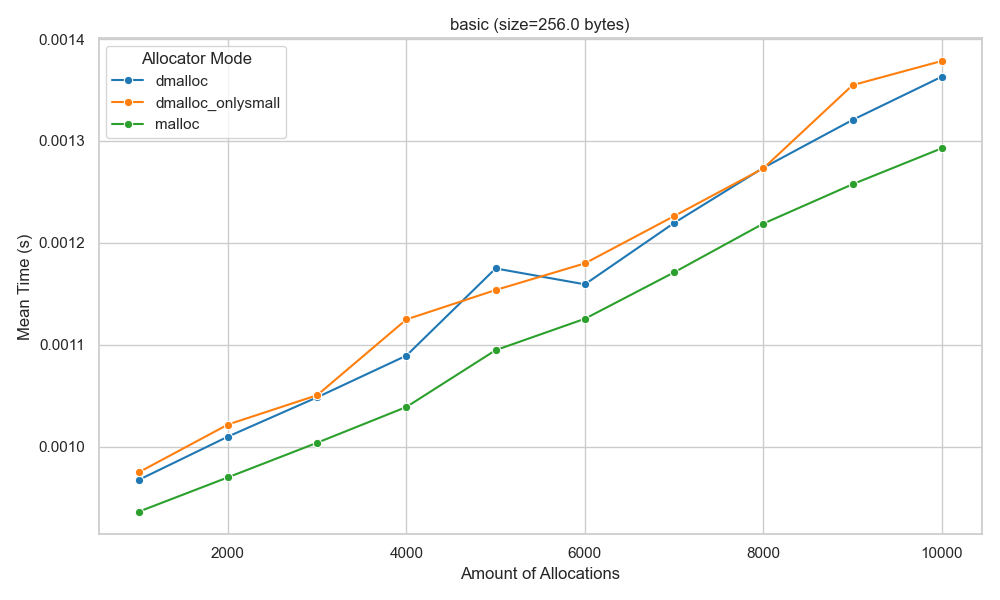 basic (size=256.0 bytes)
Allocator Mode
dmalloc
dmalloc_onlysmall
malloc
Mean Time (s)
0.0014
0.0013
0.0012
0.0011
0.0010
2000 4000 6000 8000 10000
Amount of Allocations